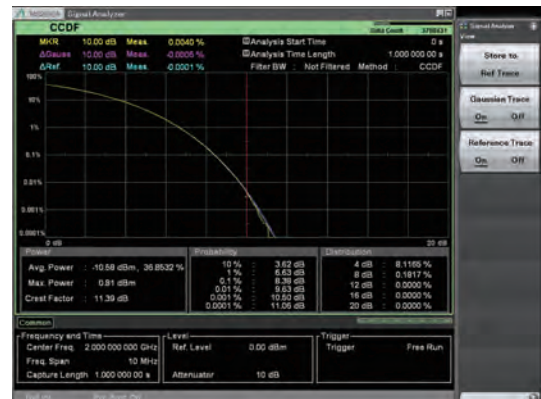 Signal Analyzer
CCDF
Data Count 3700631
MKR 10.00 dB Meas. 0.0040 %
ΔGauss 10.00 dB Meas. -0.0005 %
ΔRef. 10.00 dB Meas. -0.0001 %
Analysis Start Time 0 s
Analysis Time Length 1.000 000 00 s
Filter BW : Not Filtered Method : CCDF
100%
10%
1%
0.1%
0.01%
0.001%
0.0001%
0 dB 20 dB
Power
Avg. Power : -10.58 dBm, 36.8532 %
Max. Power : 0.81 dBm
Crest Factor : 11.39 dB
Probability
10 % : 3.62 dB
1 % : 6.63 dB
0.1 % : 8.38 dB
0.01 % : 9.63 dB
0.001 % : 10.50 dB
0.0001 % : 11.06 dB
Distribution
4 dB : 8.1165 %
8 dB : 0.1817 %
12 dB : 0.0000 %
16 dB : 0.0000 %
20 dB : 0.0000 %
Common
Frequency and Time
Center Freq. 2.000 000 000 GHz
Freq. Span 10 MHz
Capture Length 1.000 000 00 s
Level
Ref. Level 0.00 dBm
Attenuator 10 dB
Trigger
Trigger Free Run
Signal Analyzer
View
Store to
Ref Trace
Gaussian Trace
On Off
Reference Trace
On Off